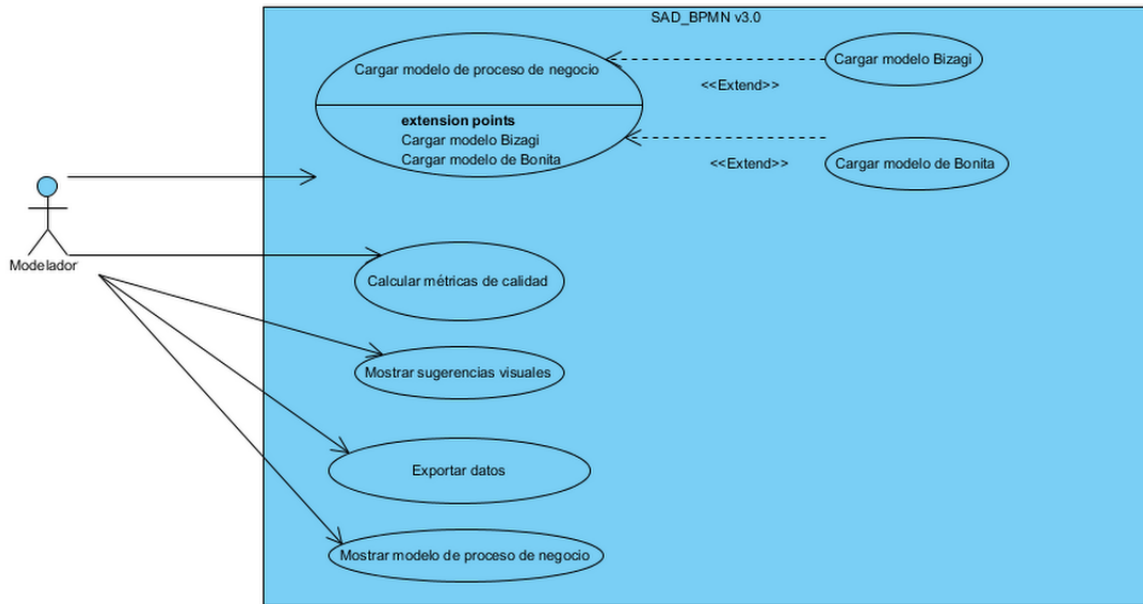 SAD_BPMN v3.0
Cargar modelo de proceso de negocio
extension points
Cargar modelo Bizagi
Cargar modelo de Bonita
Cargar modelo Bizagi
<<Extend>>
<<Extend>>
Cargar modelo de Bonita
Modelador
Calcular métricas de calidad
Mostrar sugerencias visuales
Exportar datos
Mostrar modelo de proceso de negocio